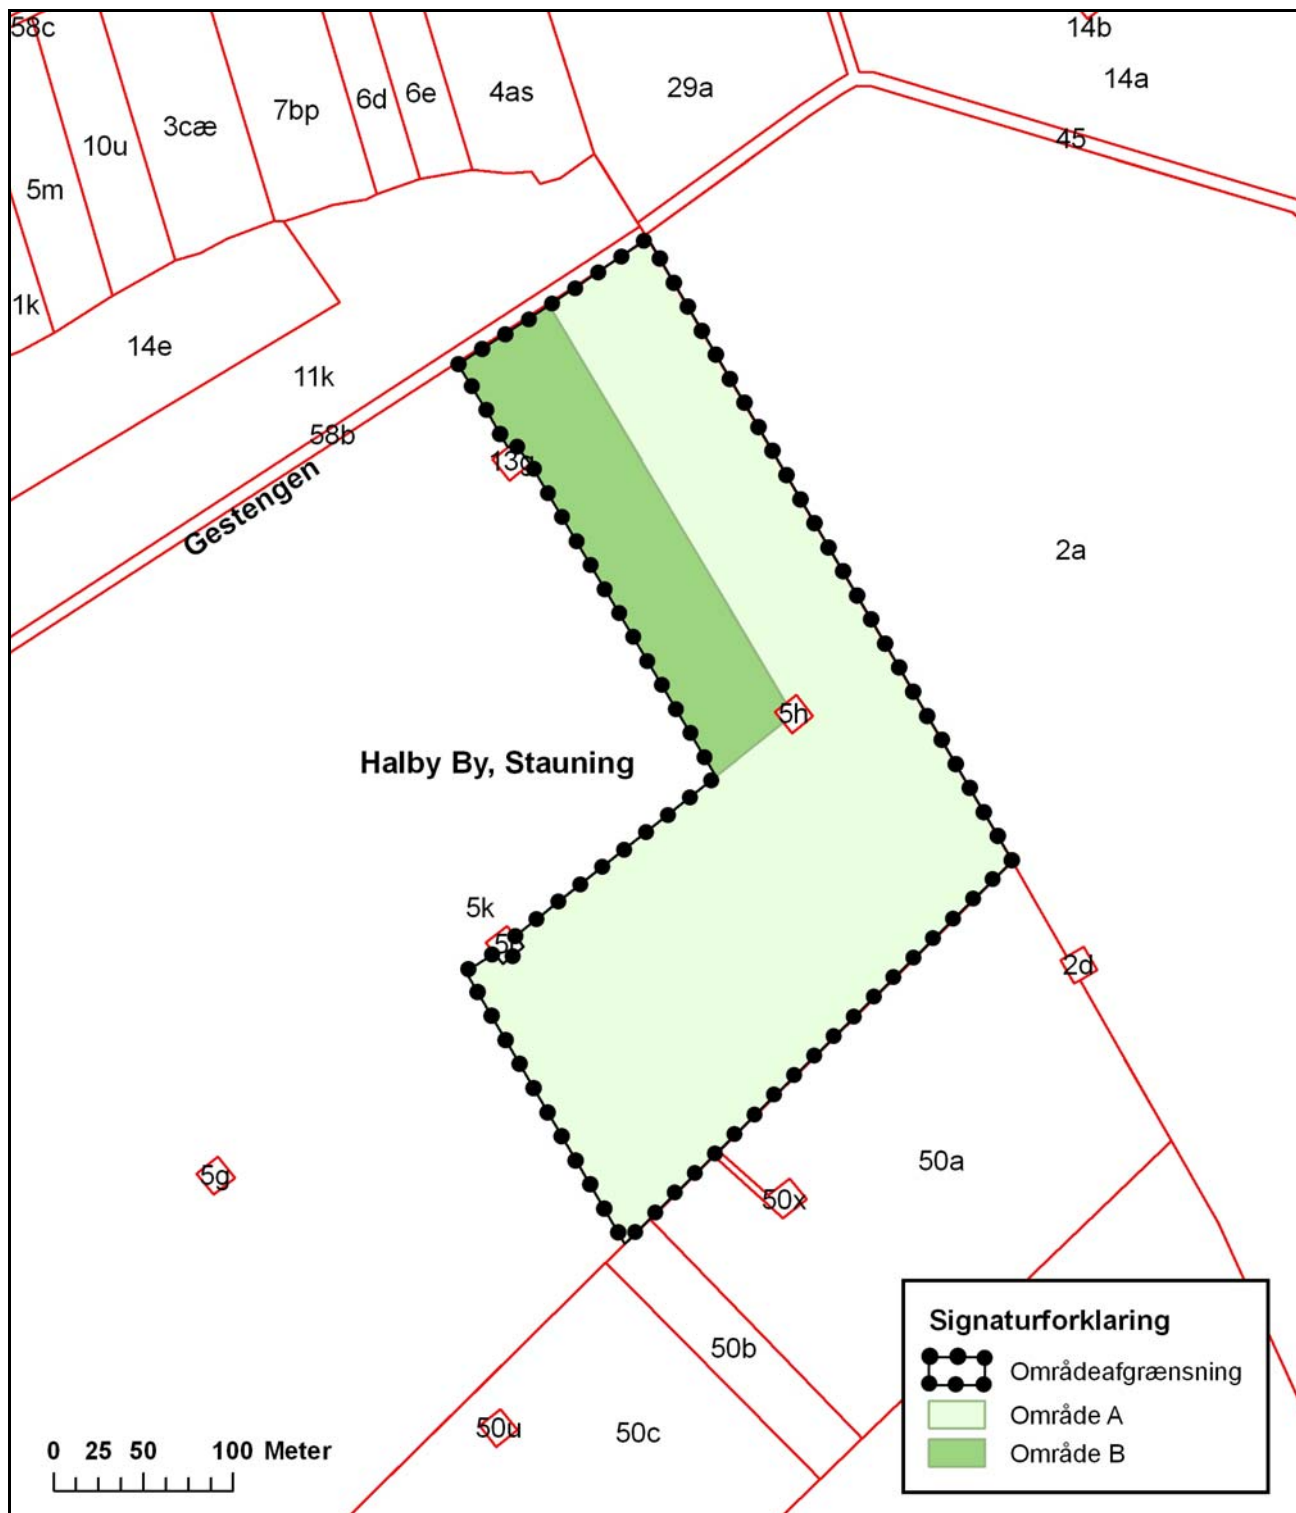 58c
14b
29a
14a
6d
6e
4as
7bp
3cæ
10u
45
5m
1k
14e
11k
58b
13g
Gestengen
2a
5h
Halby By, Stauning
5k
2d
5g
50a
50x
50b
50u
50c
Signaturforklaring
Områdeafgrænsning
Område A
Område B
0 25 50 100 Meter